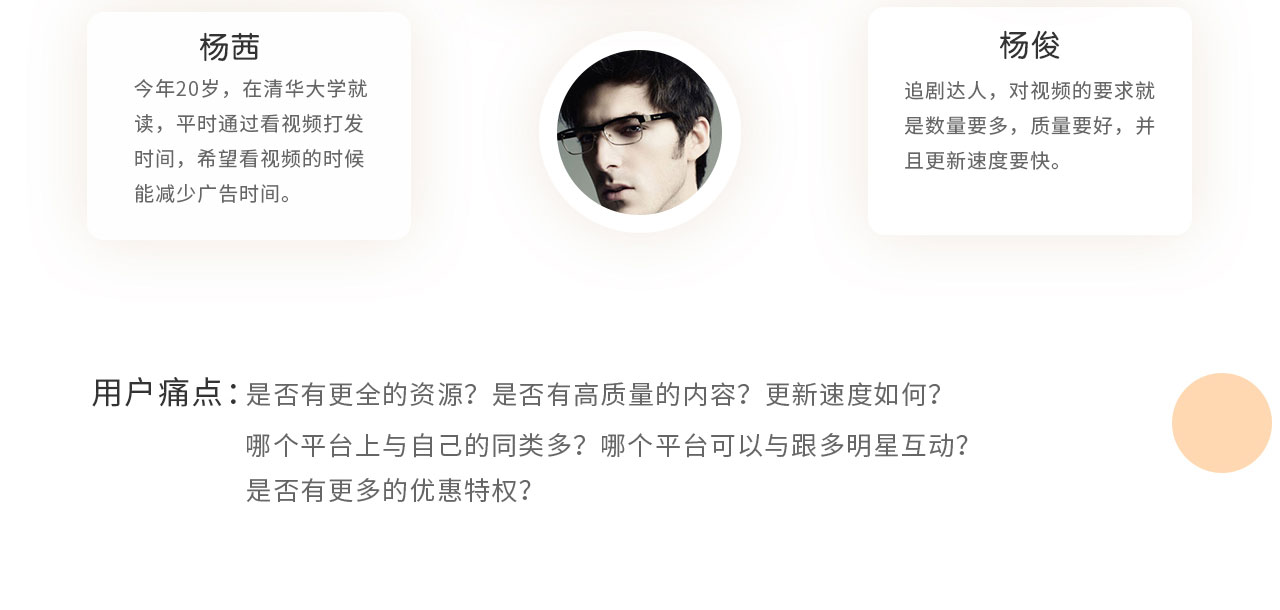 杨茜
今年20岁，在清华大学就
读，平时通过看视频打发
时间，希望看视频的时候
能减少广告时间。
杨俊
追剧达人，对视频的要求就
是数量要多，质量要好，并
且更新速度要快。
用户痛点：是否有更全的资源？是否有高质量的内容？更新速度如何？
哪个平台上与自己的同类多？哪个平台可以与跟多明星互动？
是否有更多的优惠特权？